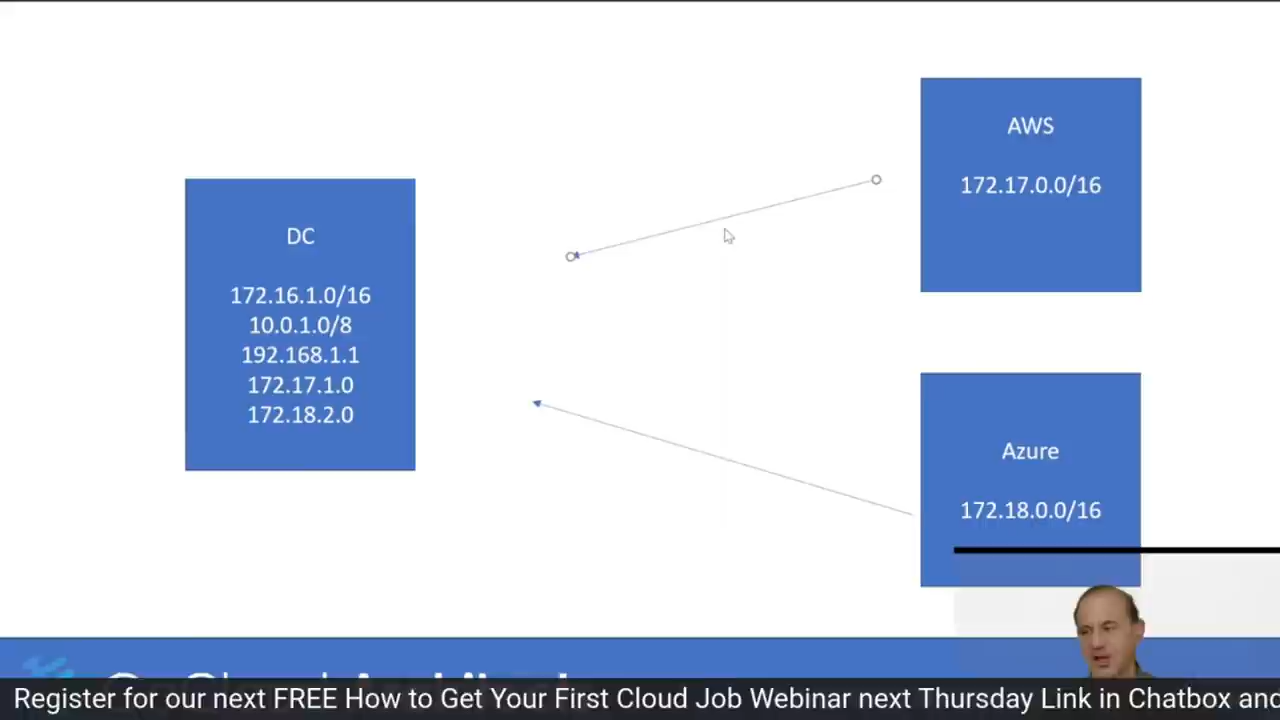 DC
172.16.1.0/16
10.0.1.0/8
192.168.1.1
172.17.1.0
172.18.2.0
AWS
172.17.0.0/16
Azure
172.18.0.0/16
Register for our next FREE How to Get Your First Cloud Job Webinar next Thursday Link in Chatbox and